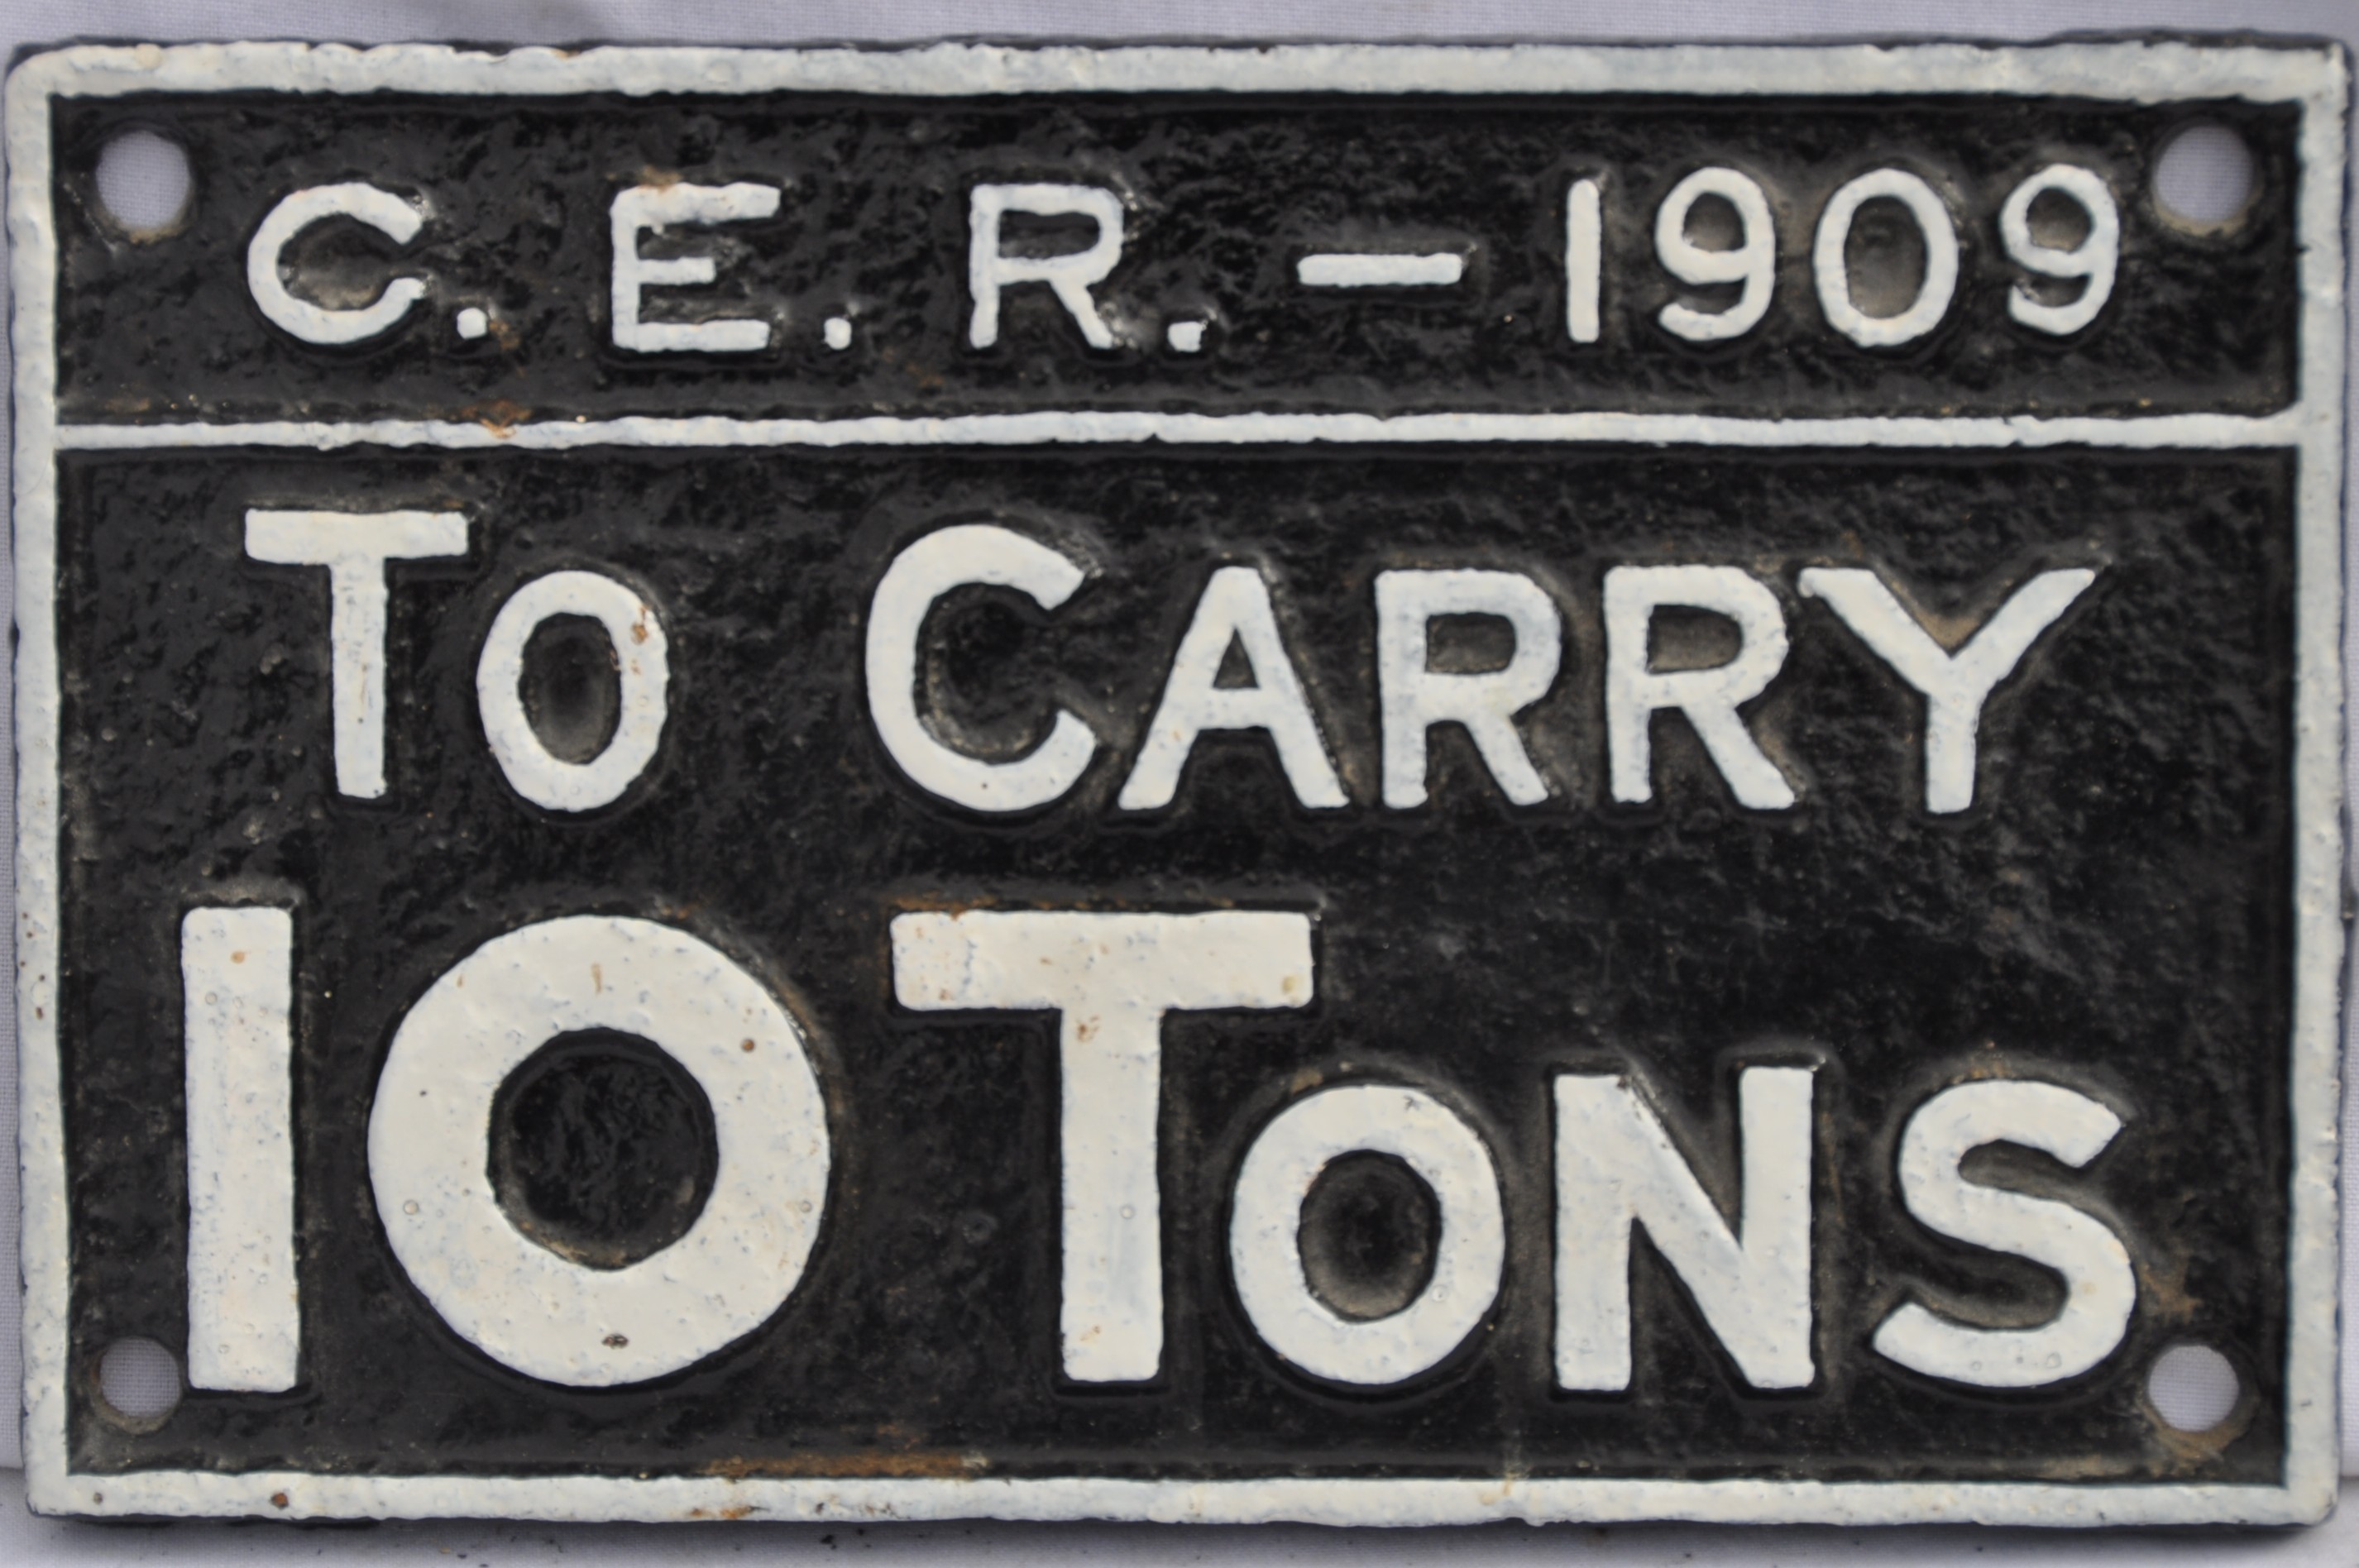 C. E. R. — 1909
TO CARRY
10 TONS